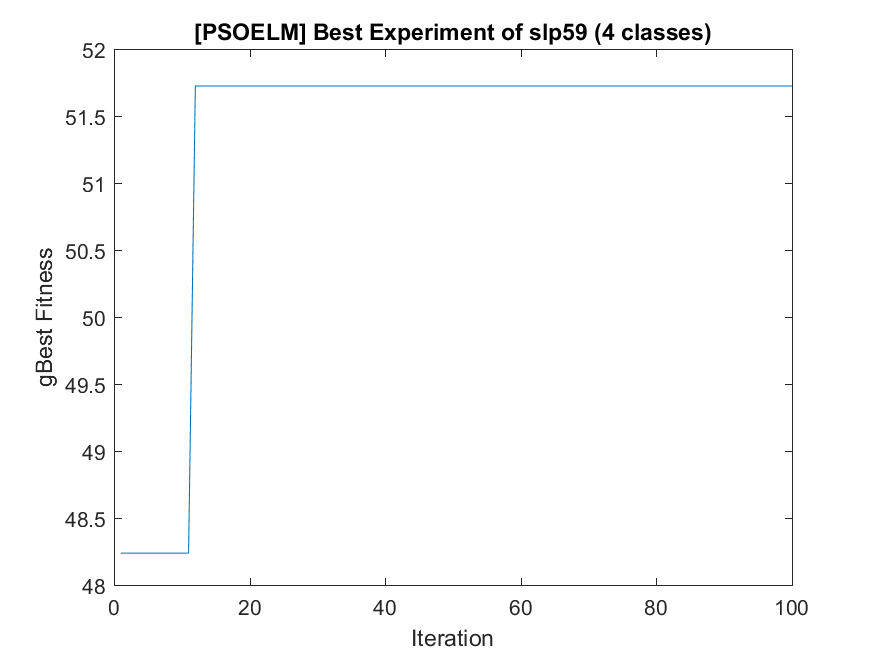 [PSOELM] Best Experiment of slp59 (4 classes)
52
51.5
51
50.5
50
49.5
49
48.5
48
gBest Fitness
0 20 40 60 80 100
Iteration